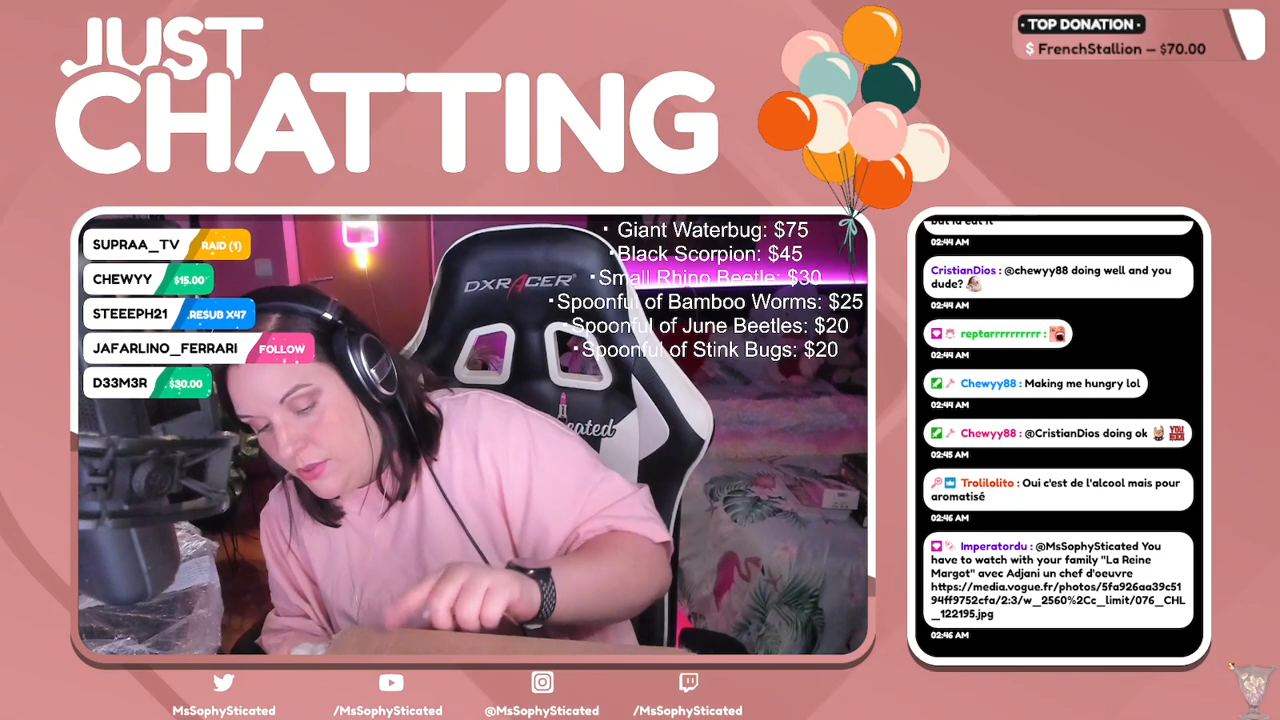 JUST
CHATTING
· TOP DONATION ·
$ FrenchStallion — $70.00
SUPRAA_TV RAID (1)
CHEWYY $15.00
STEEEPH21 RESUB X47
JAFARLINO_FERRARI FOLLOW
D33M3R $30.00
· Giant Waterbug: $75
· Black Scorpion: $45
· Small Rhino Beetle: $30
· Spoonful of Bamboo Worms: $25
· Spoonful of June Beetles: $20
· Spoonful of Stink Bugs: $20
DXRACER
02:44 AM
CristianDios : @chewyy88 doing well and you
dude?
02:44 AM
reptarrrrrrrrrr :
02:44 AM
Chewyy88 : Making me hungry lol
02:44 AM
Chewyy88 : @CristianDios doing ok
02:45 AM
Trolilolito : Oui c'est de l'alcool mais pour
aromatisé
02:46 AM
Imperatordu : @MsSophySticated You
have to watch with your family "La Reine
Margot" avec Adjani un chef d'oeuvre
https://media.vogue.fr/photos/5fa926aa39c51
94ff9752cfa/2:3/w_2560%2Cc_limit/076_CHL
_122195.jpg
02:46 AM
MsSophySticated
/MsSophySticated
@MsSophySticated
/MsSophySticated